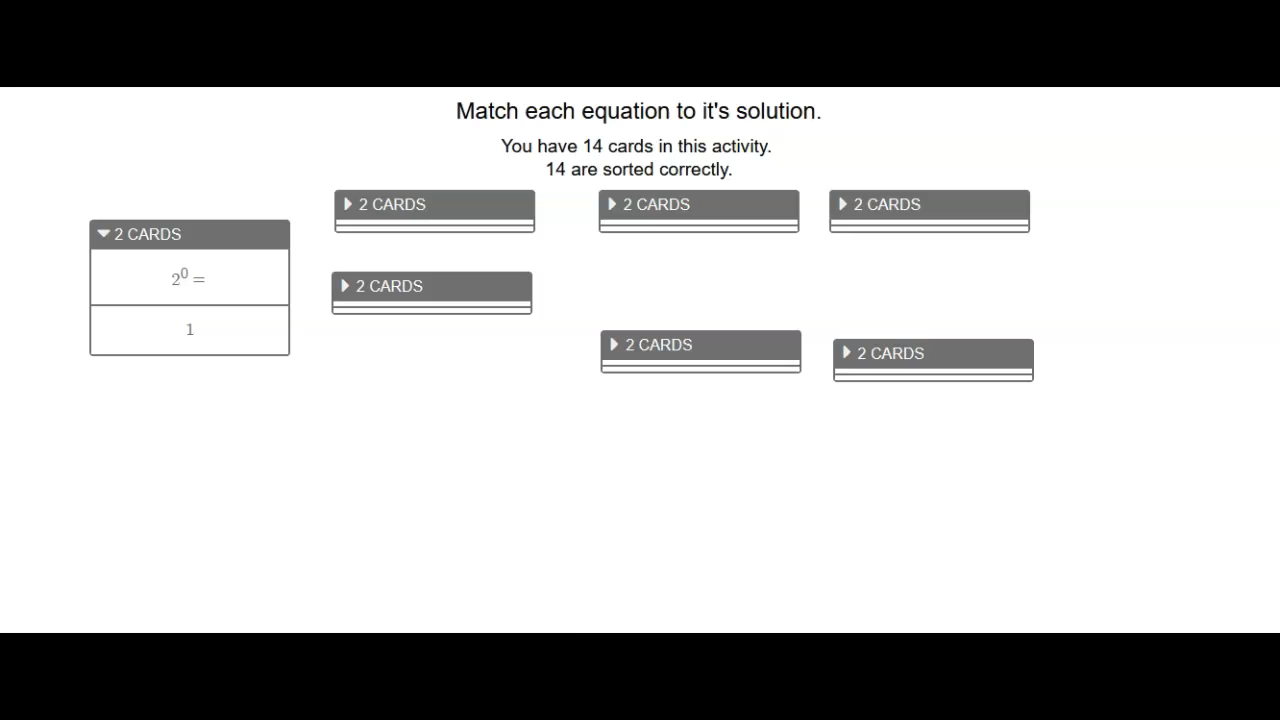 Match each equation to it's solution.
You have 14 cards in this activity.
14 are sorted correctly.
2 CARDS
2 CARDS
2 CARDS
2 CARDS
2⁰ =
1
2 CARDS
2 CARDS
2 CARDS